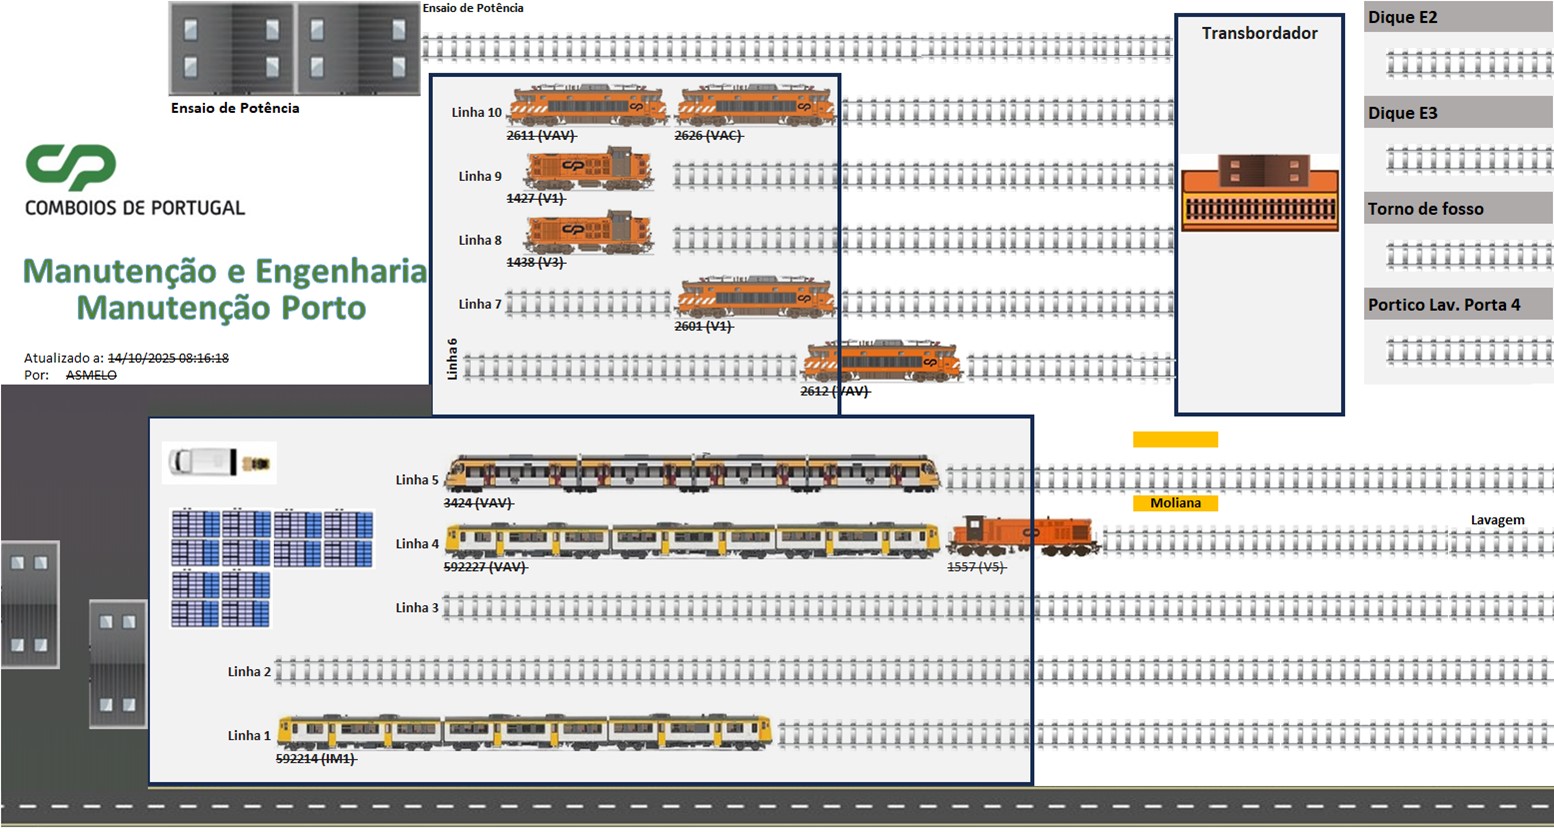 Ensaio de Potência
Ensaio de Potência
Transbordador
Dique E2
Dique E3
Torno de fosso
Portico Lav. Porta 4
CP
COMBOIOS DE PORTUGAL
Manutenção e Engenharia
Manutenção Porto
Atualizado a: 14/10/2025 08:16:18
Por: ASMELO
Linha 10
2611 (VAV) 2626 (VAC)
Linha 9
1427 (V1)
Linha 8
1438 (V3)
Linha 7
2601 (V1)
Linha 6
2612 (VAV)
Linha 5
3424 (VAV)
Moliana
Linha 4
592227 (VAV) 1557 (V5)
Lavagem
Linha 3
Linha 2
Linha 1
592214 (IM1)